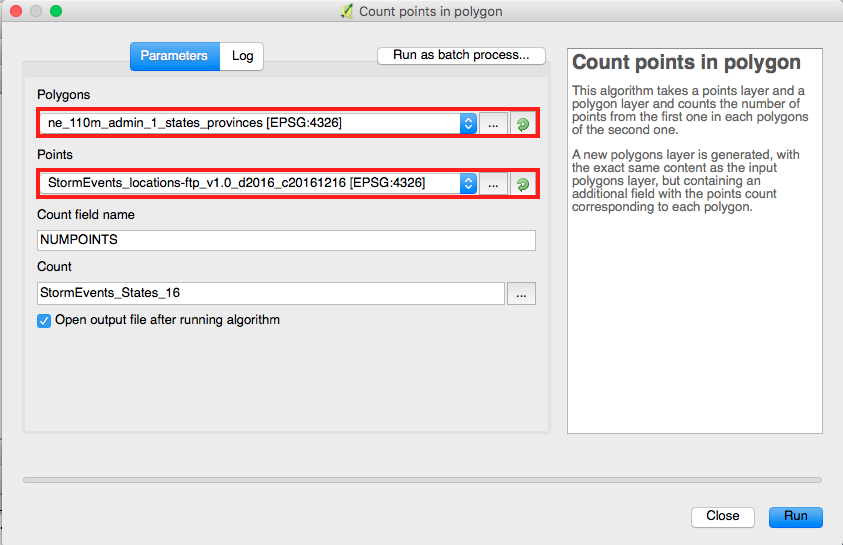 Count points in polygon
Parameters
Log
Run as batch process...
Polygons
ne_110m_admin_1_states_provinces [EPSG:4326]
...
Points
StormEvents_locations-ftp_v1.0_d2016_c20161216 [EPSG:4326]
...
Count field name
NUMPOINTS
Count
StormEvents_States_16
...
Open output file after running algorithm
Count points in polygon
This algorithm takes a points layer and a
polygon layer and counts the number of
points from the first one in each polygons
of the second one.
A new polygons layer is generated, with
the exact same content as the input
polygons layer, but containing an
additional field with the points count
corresponding to each polygon.
Close
Run